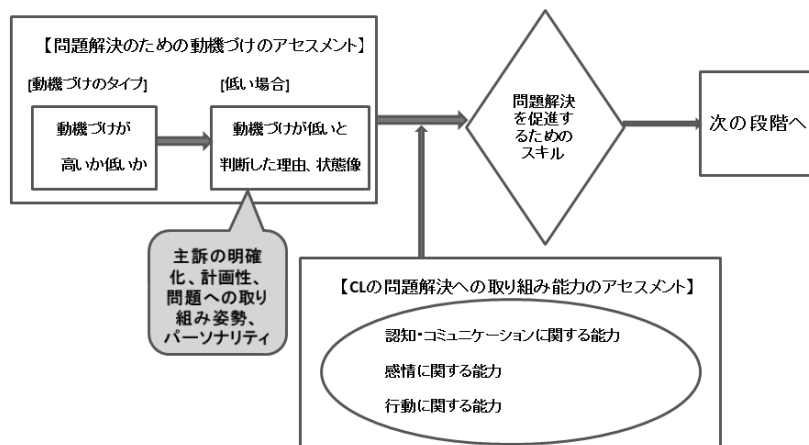 【問題解決のための動機づけのアセスメント】
[動機づけのタイプ]
[低い場合]
動機づけが
高いか低いか
動機づけが低いと
判断した理由、状態像
主訴の明確
化、計画性、
問題への取り
組み姿勢、
パーソナリティ
問題解決
を促進す
るための
スキル
次の段階へ
【CLの問題解決への取り組み能力のアセスメント】
認知・コミュニケーションに関する能力
感情に関する能力
行動に関する能力